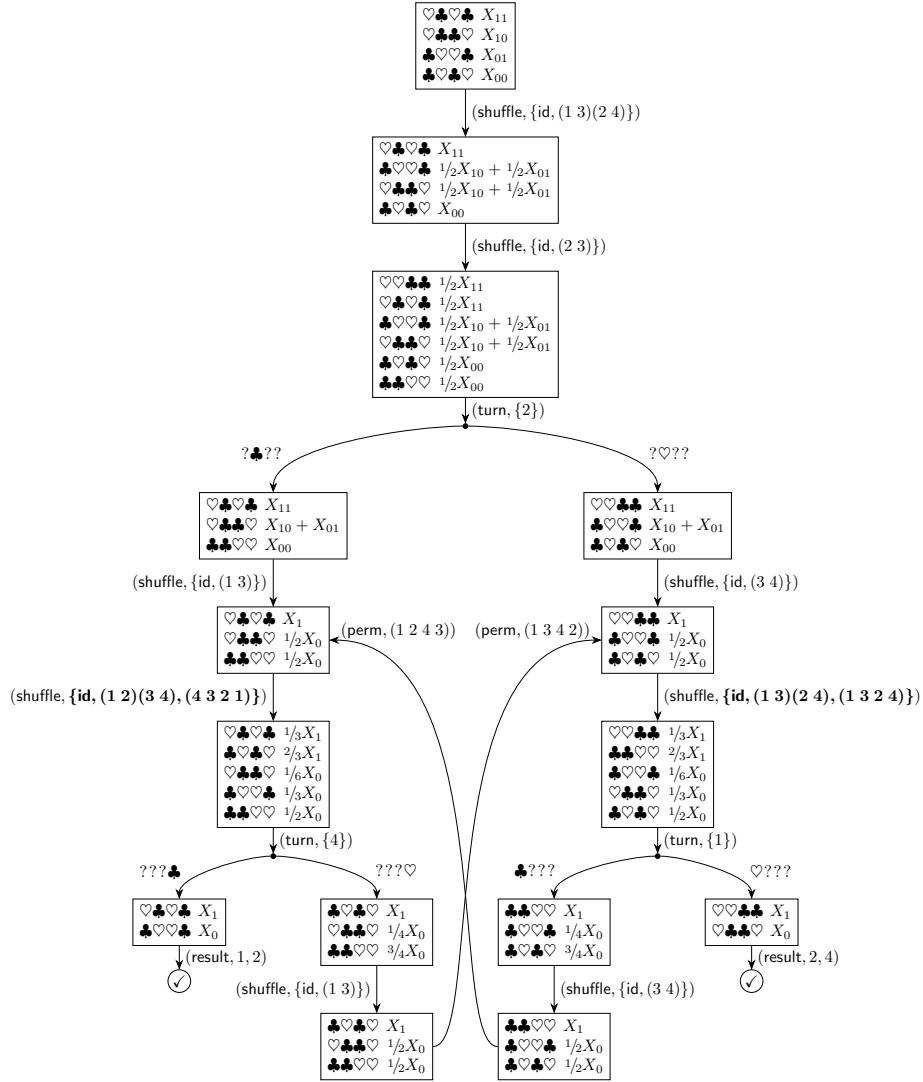 ♡♣♡♣ X₁₁
♡♣♣♡ X₁₀
♣♡♡♣ X₀₁
♣♡♣♡ X₀₀
(shuffle, {id, (1 3)(2 4)})
♡♣♡♣ X₁₁
♣♡♡♣ 1/2X₁₀ + 1/2X₀₁
♡♣♣♡ 1/2X₁₀ + 1/2X₀₁
♣♡♣♡ X₀₀
(shuffle, {id, (2 3)})
♡♡♣♣ 1/2X₁₁
♡♣♡♣ 1/2X₁₁
♣♡♡♣ 1/2X₁₀ + 1/2X₀₁
♡♣♣♡ 1/2X₁₀ + 1/2X₀₁
♣♡♣♡ 1/2X₀₀
♣♣♡♡ 1/2X₀₀
(turn, {2})
?♣??
?♡??
♡♣♡♣ X₁₁
♡♣♣♡ X₁₀ + X₀₁
♣♣♡♡ X₀₀
♡♡♣♣ X₁₁
♣♡♡♣ X₁₀ + X₀₁
♣♡♣♡ X₀₀
(shuffle, {id, (1 3)})
(shuffle, {id, (3 4)})
♡♣♡♣ X₁
♡♣♣♡ 1/2X₀
♣♣♡♡ 1/2X₀
(perm, (1 2 4 3))
(perm, (1 3 4 2))
♡♡♣♣ X₁
♣♡♡♣ 1/2X₀
♣♡♣♡ 1/2X₀
(shuffle, {id, (1 2)(3 4), (4 3 2 1)})
(shuffle, {id, (1 3)(2 4), (1 3 2 4)})
♡♣♡♣ 1/3X₁
♣♡♣♡ 2/3X₁
♡♣♣♡ 1/6X₀
♣♡♡♣ 1/3X₀
♣♣♡♡ 1/2X₀
♡♡♣♣ 1/3X₁
♣♣♡♡ 2/3X₁
♣♡♡♣ 1/6X₀
♡♣♣♡ 1/3X₀
♣♡♣♡ 1/2X₀
(turn, {4})
(turn, {1})
???♣
???♡
♣???
♡???
♡♣♡♣ X₁
♣♡♡♣ X₀
♣♡♣♡ X₁
♡♣♣♡ 1/4X₀
♣♣♡♡ 3/4X₀
♣♣♡♡ X₁
♣♡♡♣ 1/4X₀
♣♡♣♡ 3/4X₀
♡♡♣♣ X₁
♡♣♣♡ X₀
(result, 1, 2)
(result, 2, 4)
✓
✓
(shuffle, {id, (1 3)})
(shuffle, {id, (3 4)})
♣♡♣♡ X₁
♡♣♣♡ 1/2X₀
♣♣♡♡ 1/2X₀
♣♣♡♡ X₁
♣♡♡♣ 1/2X₀
♣♡♣♡ 1/2X₀